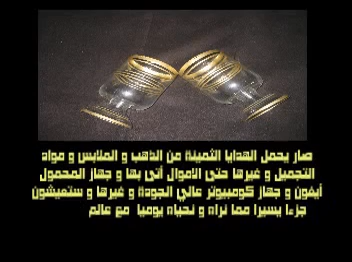 صار يحمل الهدايا الثمينة من الذهب و الملابس و مواد
التجميل و غيرها حتى الاموال أتى بها و جهاز المحمول
أيفون و جهاز كومبيوتر عالي الجودة و غيرها و ستعيشون
جزءا يسيرا مما نراه و نحياه يوميا مع عالم